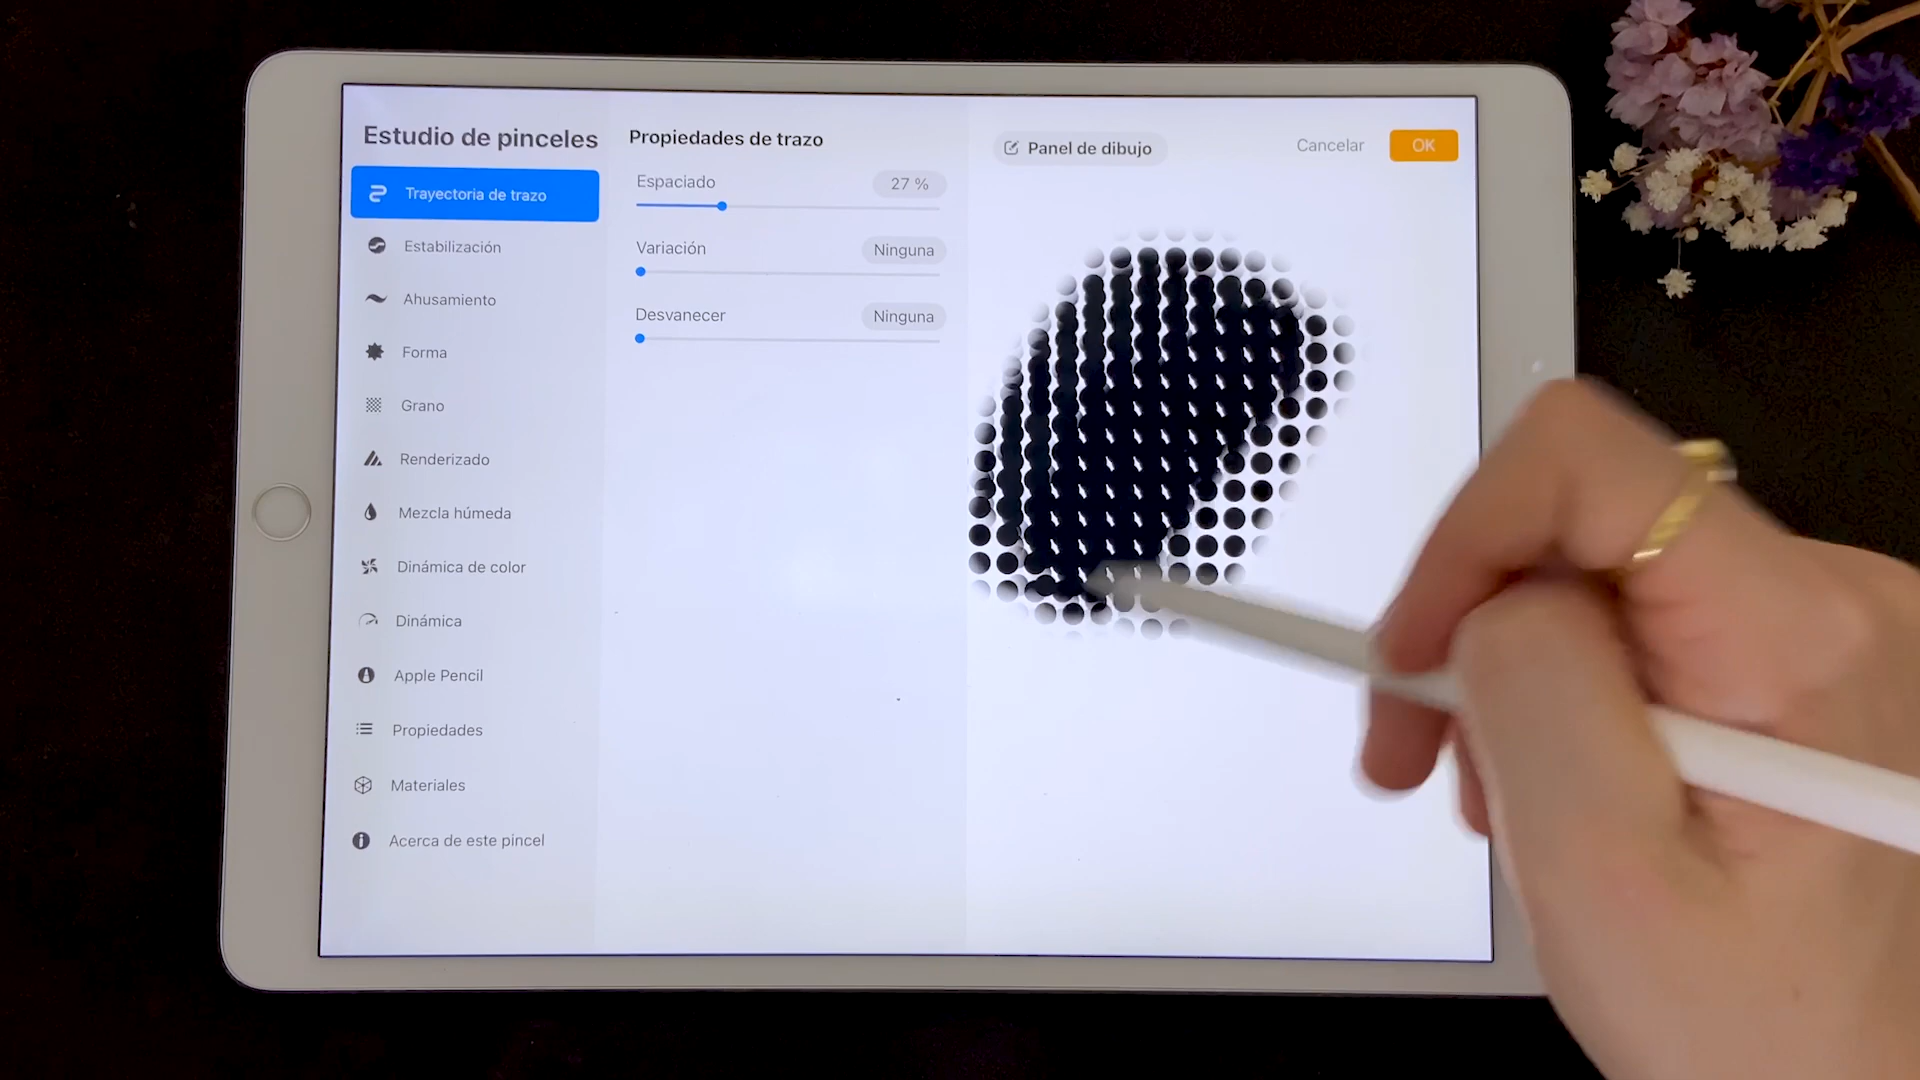 Estudio de pinceles
Trayectoria de trazo
Estabilización
Ahusamiento
Forma
Grano
Renderizado
Mezcla húmeda
Dinámica de color
Dinámica
Apple Pencil
Propiedades
Materiales
Acerca de este pincel
Propiedades de trazo
Espaciado 27 %
Variación Ninguna
Desvanecer Ninguna
Panel de dibujo
Cancelar OK